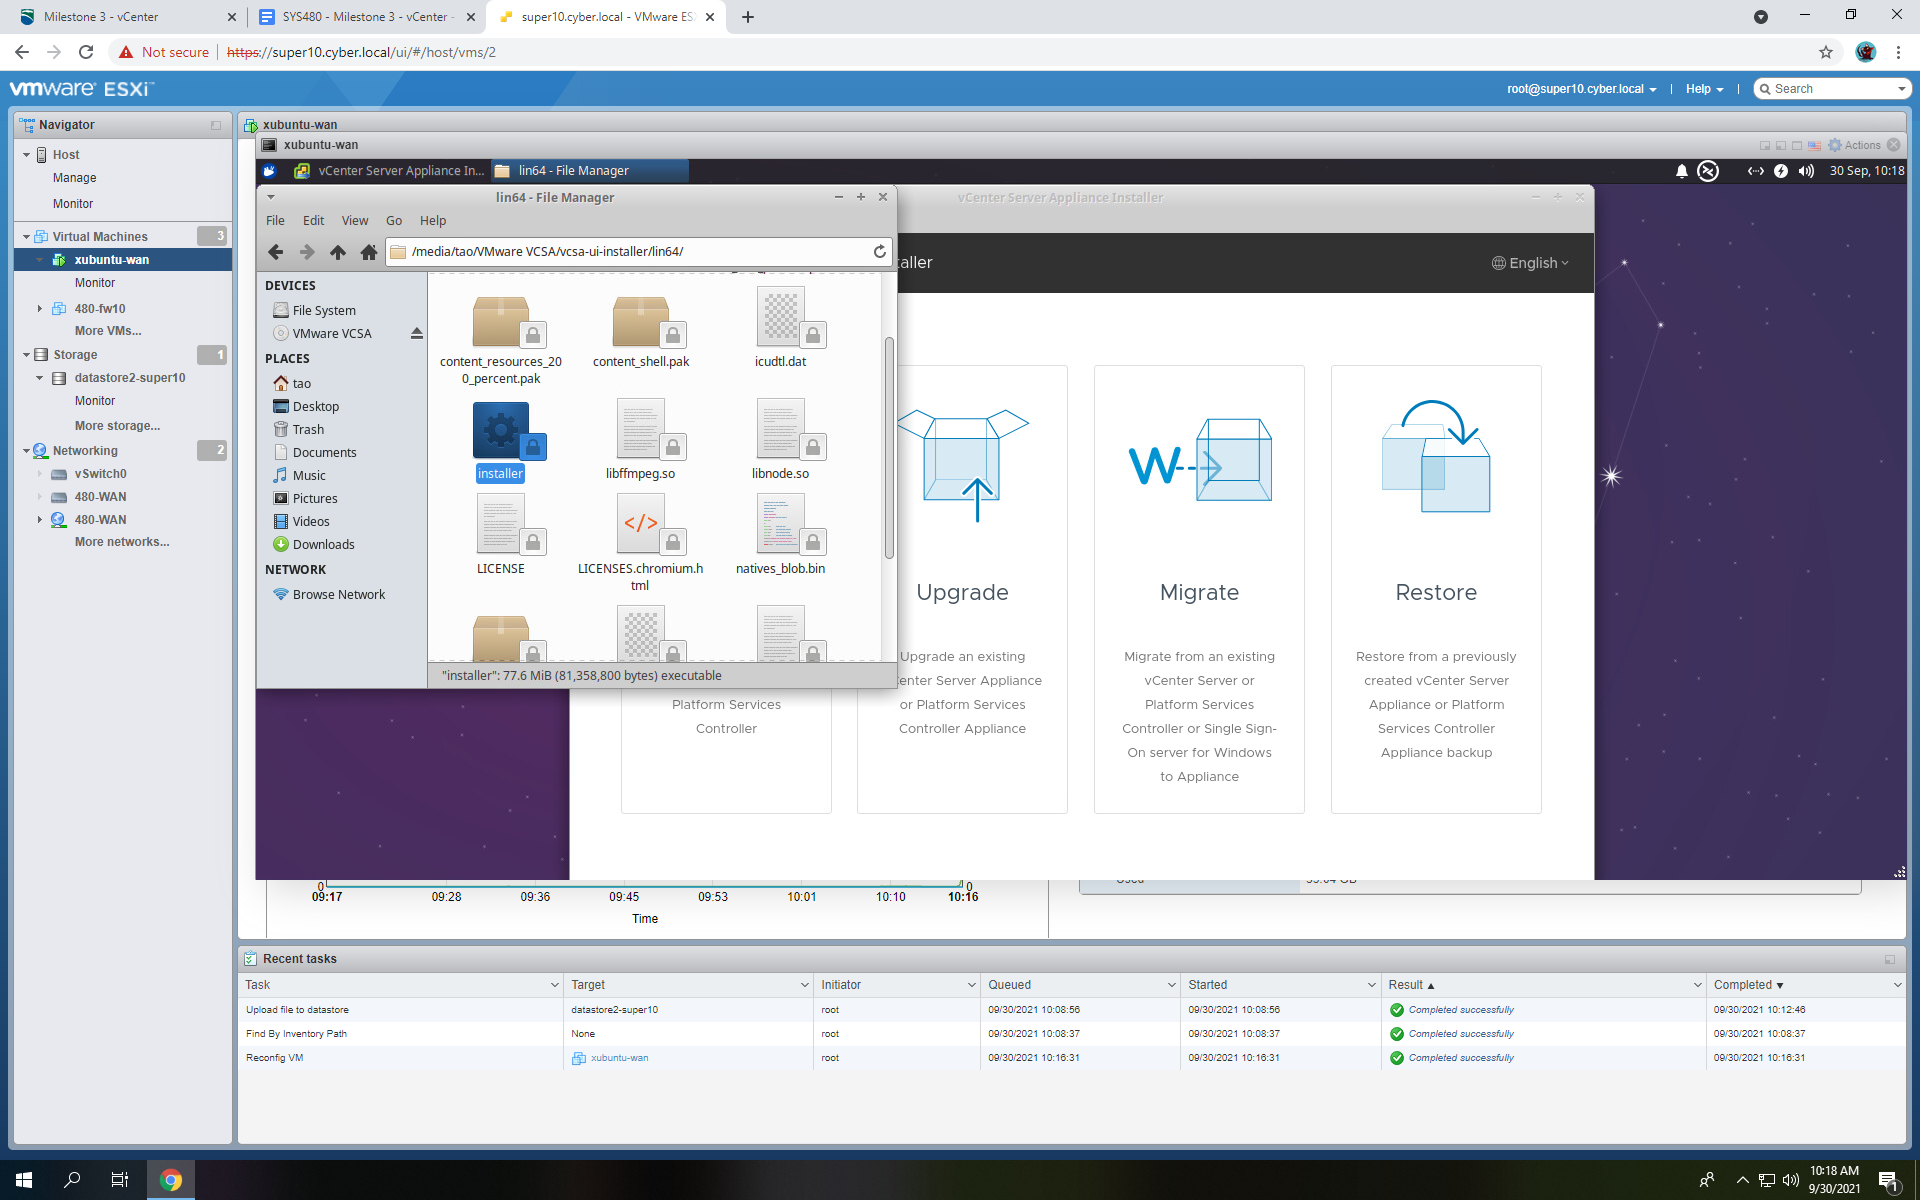 Milestone 3 - vCenter
SYS480 - Milestone 3 - vCenter -
super10.cyber.local - VMware ESX
Not secure
https://super10.cyber.local/ui/#/host/vms/2
vmware ESXi™
root@super10.cyber.local
Help
Search
Navigator
Host
Manage
Monitor
Virtual Machines
3
xubuntu-wan
Monitor
480-fw10
More VMs...
Storage
1
datastore2-super10
Monitor
More storage...
Networking
2
vSwitch0
480-WAN
480-WAN
More networks...
xubuntu-wan
xubuntu-wan
Actions
vCenter Server Appliance In...
lin64 - File Manager
30 Sep, 10:18
lin64 - File Manager
File Edit View Go Help
/media/tao/VMware VCSA/vcsa-ui-installer/lin64/
DEVICES
File System
VMware VCSA
PLACES
tao
Desktop
Trash
Documents
Music
Pictures
Videos
Downloads
NETWORK
Browse Network
content_resources_20
0_percent.pak
content_shell.pak
icudtl.dat
installer
libffmpeg.so
libnode.so
LICENSE
LICENSES.chromium.h
tml
natives_blob.bin
"installer": 77.6 MiB (81,358,800 bytes) executable
vCenter Server Appliance Installer
taller
English
Platform Services
Controller
Upgrade
Upgrade an existing
enter Server Appliance
or Platform Services
Controller Appliance
Migrate
Migrate from an existing
vCenter Server or
Platform Services
Controller or Single Sign-
On server for Windows
to Appliance
Restore
Restore from a previously
created vCenter Server
Appliance or Platform
Services Controller
Appliance backup
0
0
09:17 09:28 09:36 09:45 09:53 10:01 10:10 10:16
Time
Recent tasks
Task Target Initiator Queued Started Result Completed
Upload file to datastore datastore2-super10 root 09/30/2021 10:08:56 09/30/2021 10:08:56 Completed successfully 09/30/2021 10:12:46
Find By Inventory Path None root 09/30/2021 10:08:37 09/30/2021 10:08:37 Completed successfully 09/30/2021 10:08:37
Reconfig VM xubuntu-wan root 09/30/2021 10:16:31 09/30/2021 10:16:31 Completed successfully 09/30/2021 10:16:31
10:18 AM
9/30/2021
1